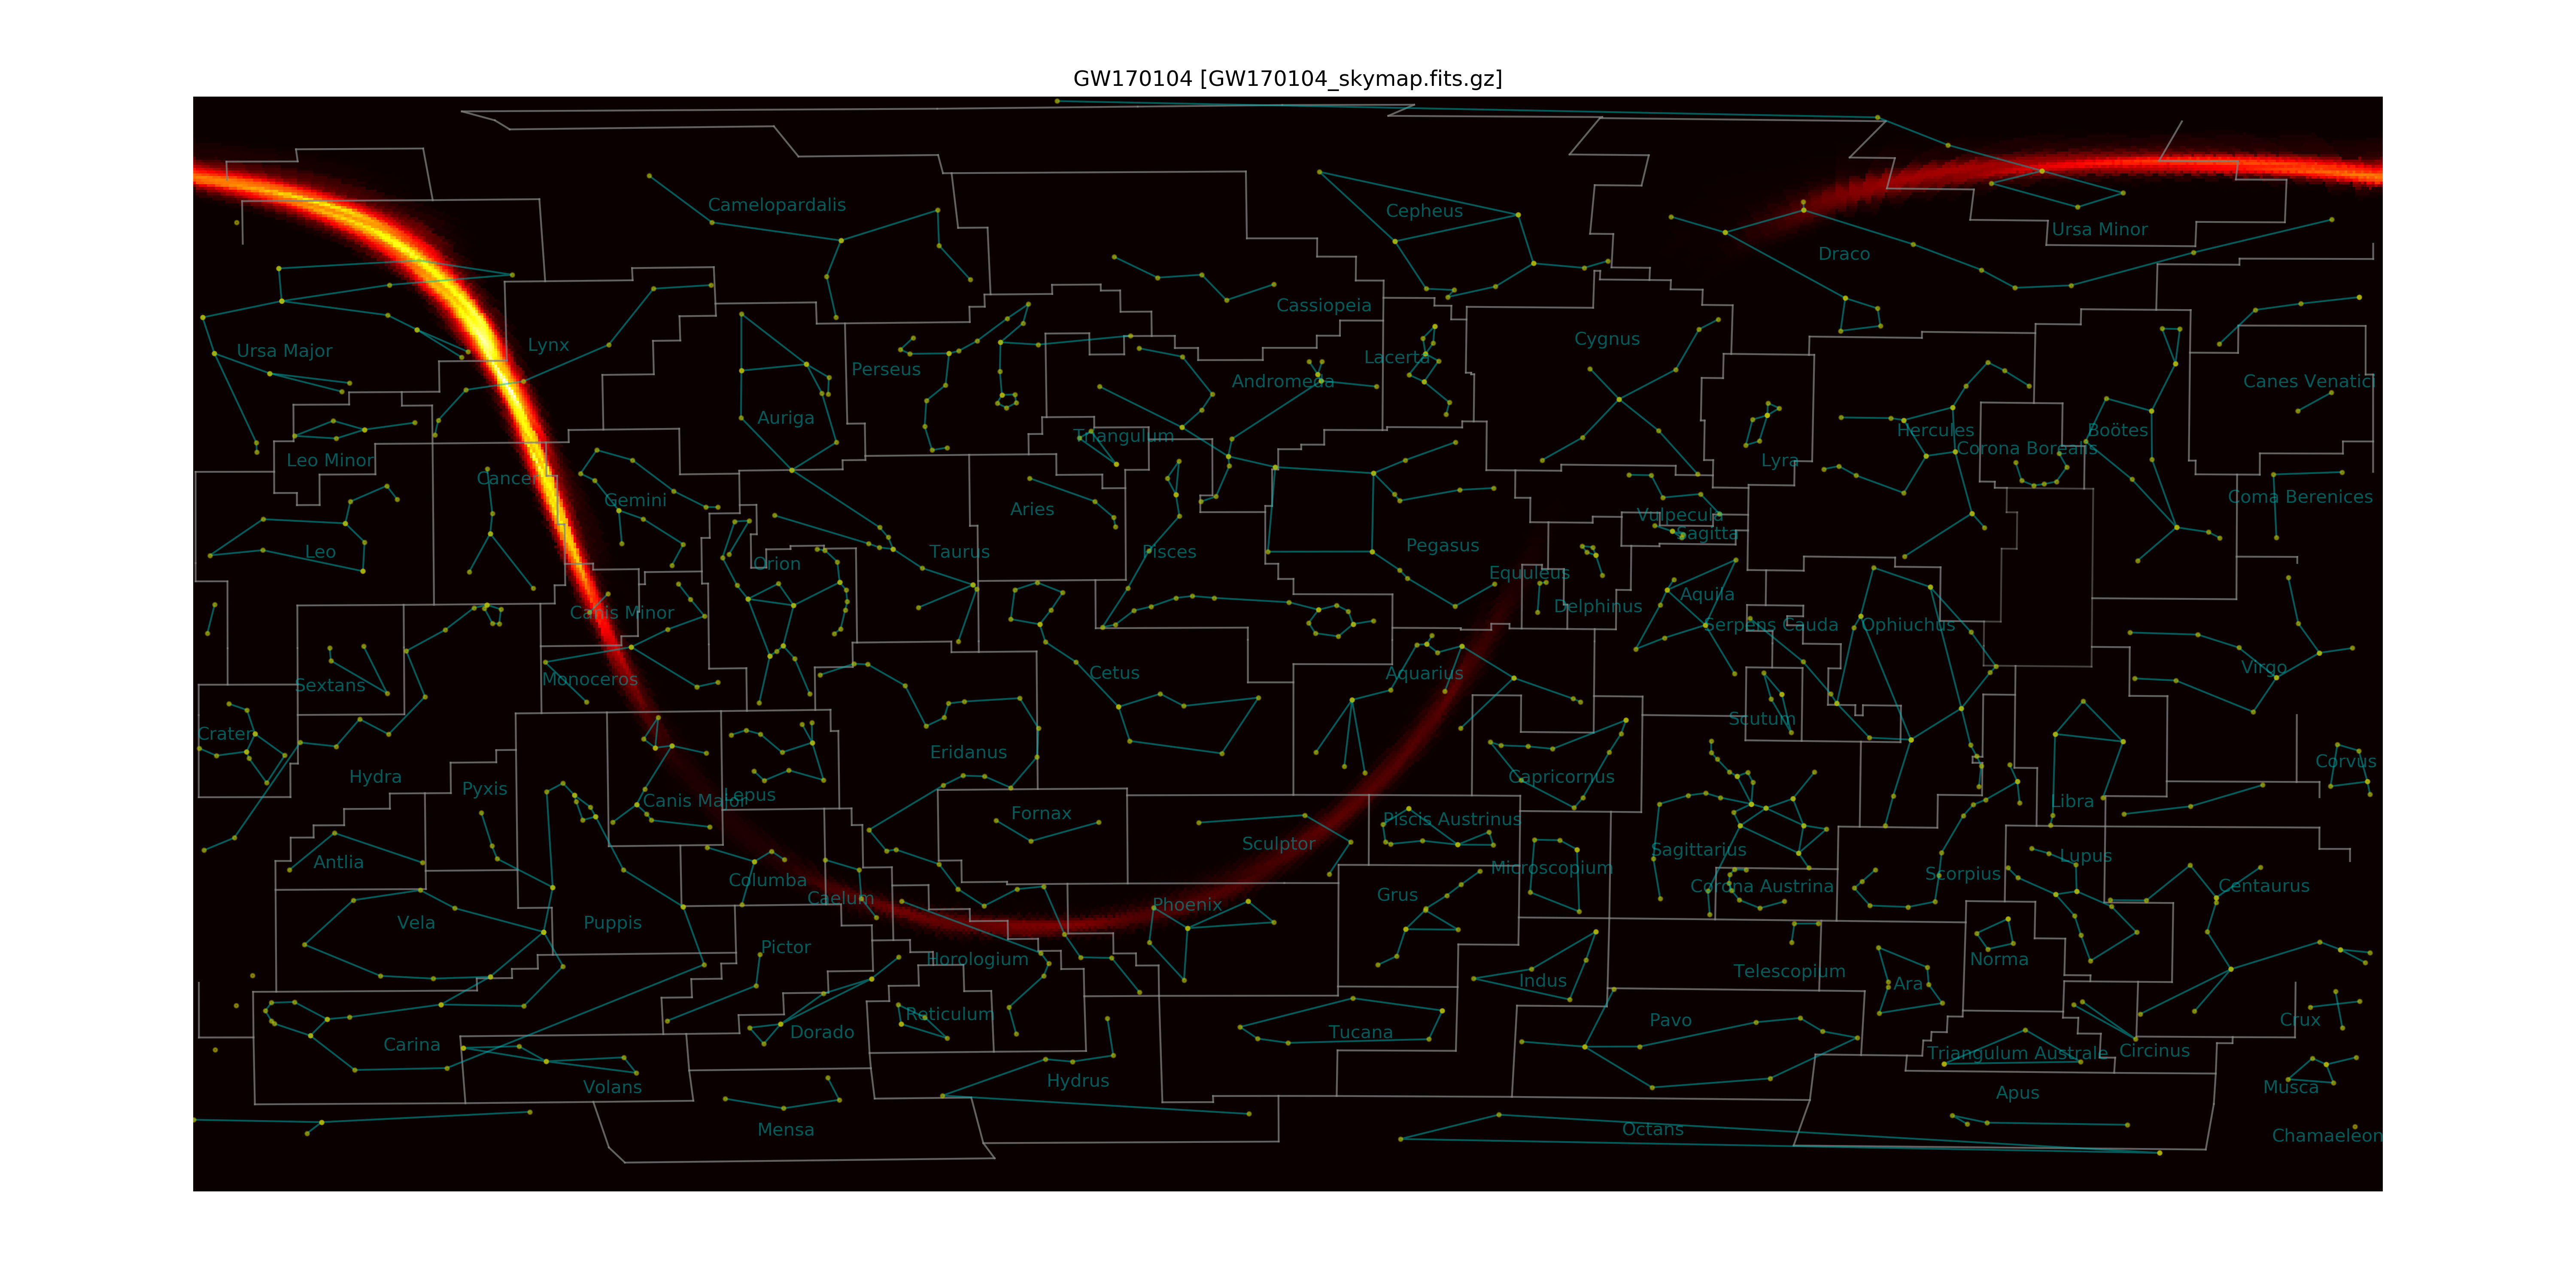 GW170104 [GW170104_skymap.fits.gz]
Camelopardalis
Cepheus
Ursa Minor
Draco
Cassiopeia
Cygnus
Lynx
Ursa Major
Lacerta
Perseus
Andromeda
Canes Venatici
Auriga
Hercules
Boötes
Triangulum
Corona Borealis
Leo Minor
Lyra
Cancer
Gemini
Coma Berenices
Aries
Vulpecula
Sagitta
Pegasus
Leo
Taurus
Pisces
Orion
Equuleus
Aquila
Delphinus
Canis Minor
Serpens Cauda
Ophiuchus
Virgo
Cetus
Aquarius
Monoceros
Sextans
Scutum
Crater
Eridanus
Corvus
Hydra
Capricornus
Pyxis
Lepus
Canis Major
Libra
Fornax
Piscis Austrinus
Sculptor
Sagittarius
Lupus
Antlia
Microscopium
Scorpius
Columba
Corona Austrina
Centaurus
Grus
Caelum
Phoenix
Vela
Puppis
Pictor
Horologium
Norma
Telescopium
Indus
Ara
Reticulum
Pavo
Crux
Dorado
Tucana
Carina
Circinus
Triangulum Australe
Hydrus
Volans
Musca
Apus
Mensa
Octans
Chamaeleon